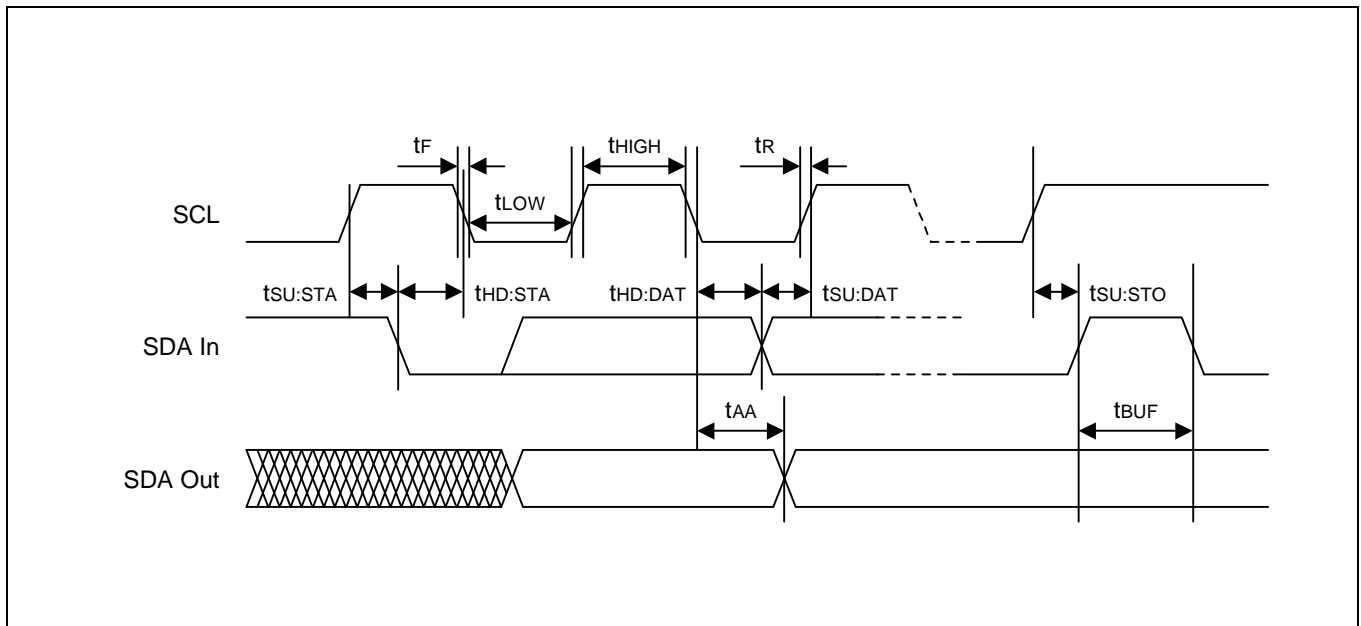 tF
tHIGH
tR
tLOW
SCL
tSU:STA
tHD:STA
tHD:DAT
tSU:DAT
tSU:STO
SDA In
tAA
tBUF
SDA Out